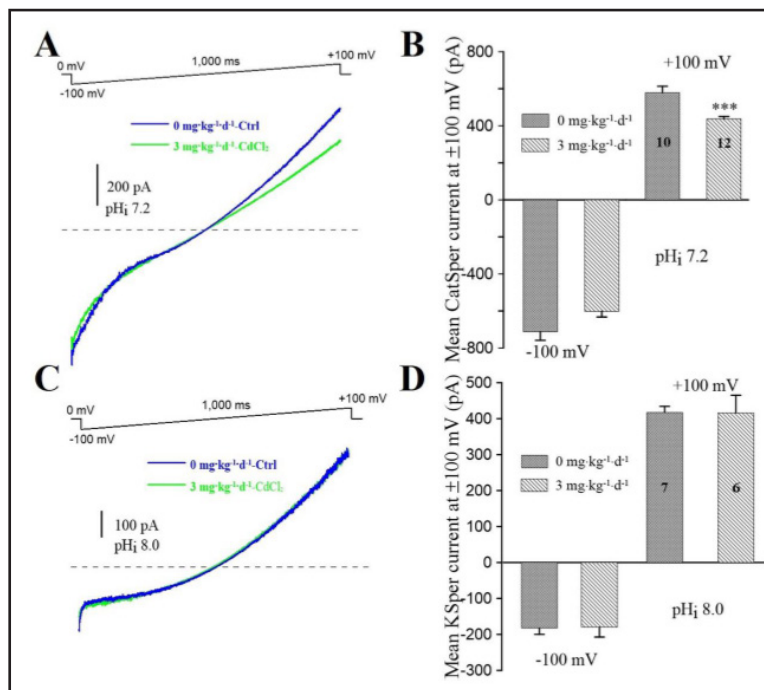 A
0 mV
1,000 ms
+100 mV
-100 mV
0 mg·kg⁻¹·d⁻¹-Ctrl
3 mg·kg⁻¹·d⁻¹-CdCl₂
200 pA
pHi 7.2
B
Mean CatSper current at ±100 mV (pA)
800
400
0
-400
-800
+100 mV
0 mg·kg⁻¹·d⁻¹
3 mg·kg⁻¹·d⁻¹
***
10
12
pHi 7.2
-100 mV
C
0 mV
1,000 ms
+100 mV
-100 mV
0 mg·kg⁻¹·d⁻¹-Ctrl
3 mg·kg⁻¹·d⁻¹-CdCl₂
100 pA
pHi 8.0
D
Mean KSper current at ±100 mV (pA)
500
400
300
200
100
0
-100
-200
-300
+100 mV
0 mg·kg⁻¹·d⁻¹
3 mg·kg⁻¹·d⁻¹
7
6
pHi 8.0
-100 mV